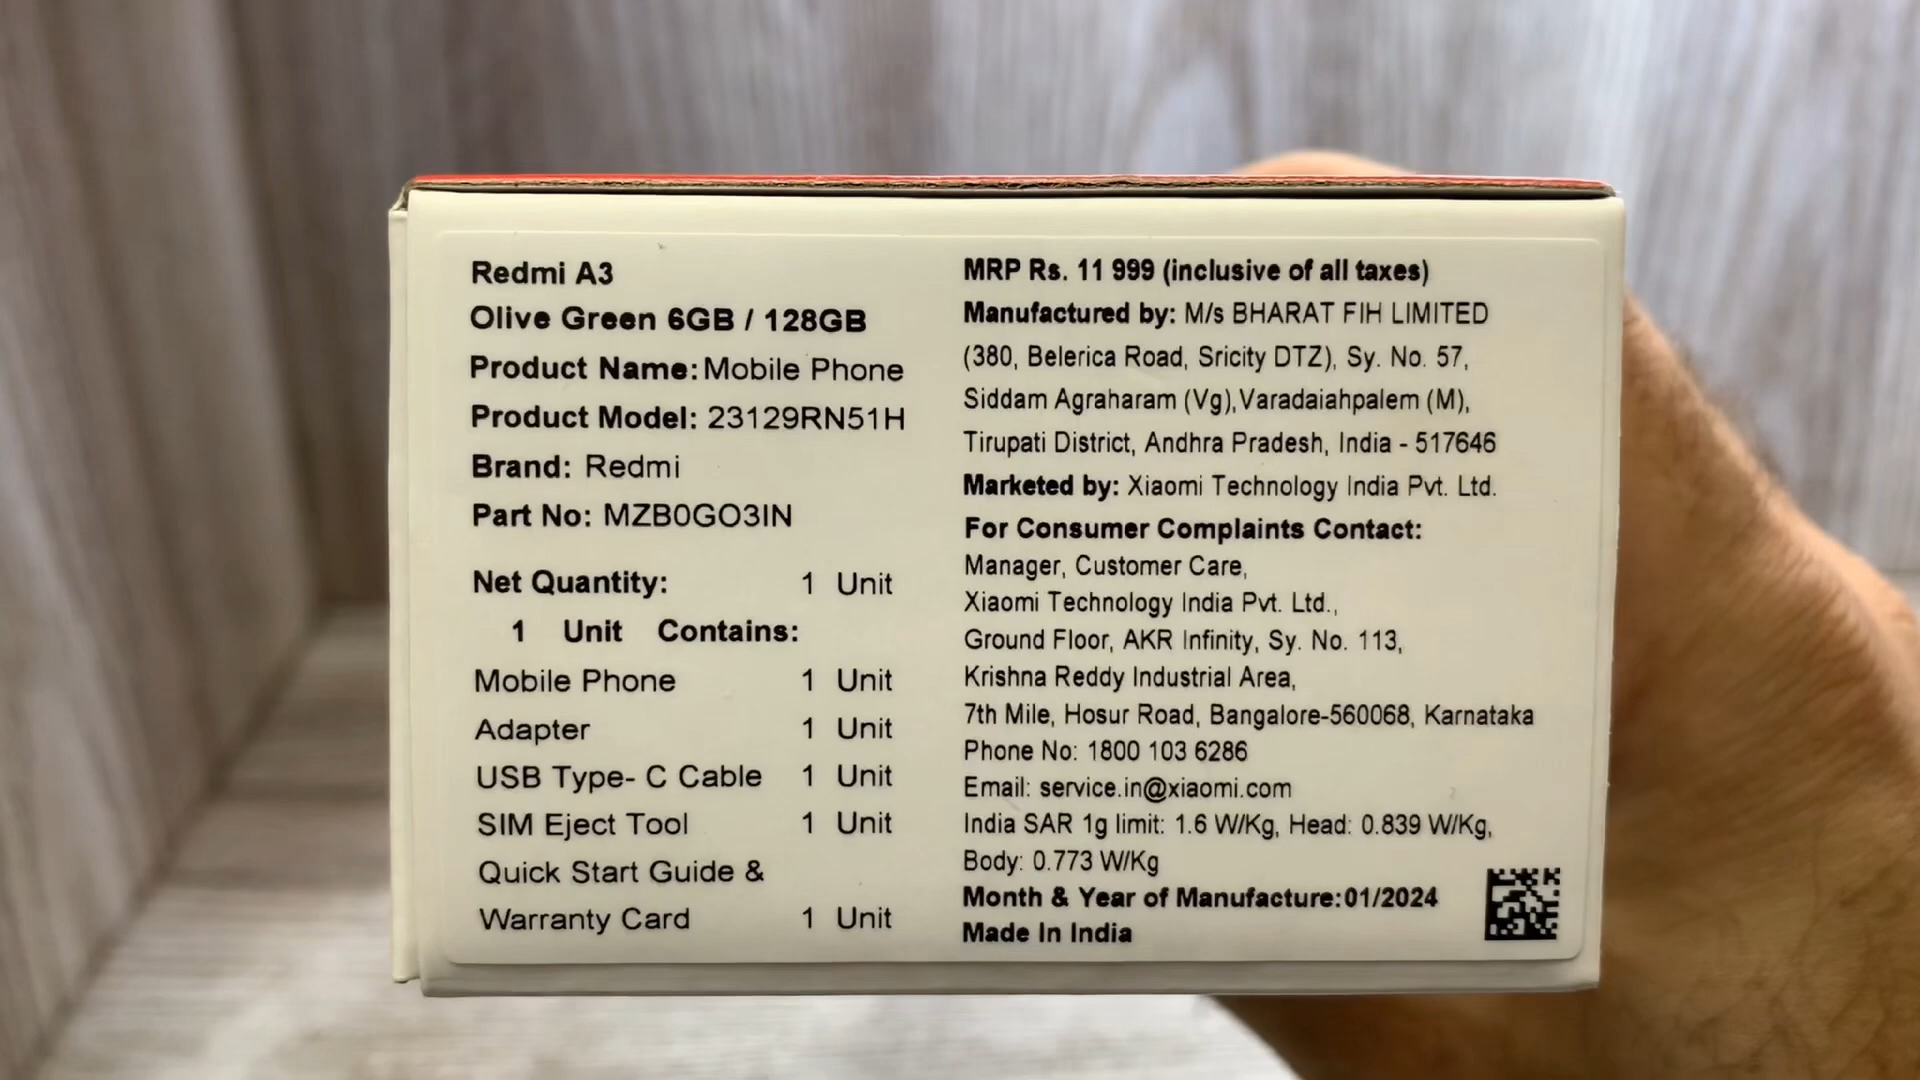 Redmi A3
Olive Green 6GB / 128GB
Product Name: Mobile Phone
Product Model: 23129RN51H
Brand: Redmi
Part No: MZB0GO3IN
Net Quantity: 1 Unit
1 Unit Contains:
Mobile Phone 1 Unit
Adapter 1 Unit
USB Type- C Cable 1 Unit
SIM Eject Tool 1 Unit
Quick Start Guide &
Warranty Card 1 Unit
MRP Rs. 11 999 (inclusive of all taxes)
Manufactured by: M/s BHARAT FIH LIMITED
(380, Belerica Road, Sricity DTZ), Sy. No. 57,
Siddam Agraharam (Vg),Varadaiahpalem (M),
Tirupati District, Andhra Pradesh, India - 517646
Marketed by: Xiaomi Technology India Pvt. Ltd.
For Consumer Complaints Contact:
Manager, Customer Care,
Xiaomi Technology India Pvt. Ltd.,
Ground Floor, AKR Infinity, Sy. No. 113,
Krishna Reddy Industrial Area,
7th Mile, Hosur Road, Bangalore-560068, Karnataka
Phone No: 1800 103 6286
Email: service.in@xiaomi.com
India SAR 1g limit: 1.6 W/Kg, Head: 0.839 W/Kg,
Body: 0.773 W/Kg
Month & Year of Manufacture:01/2024
Made In India